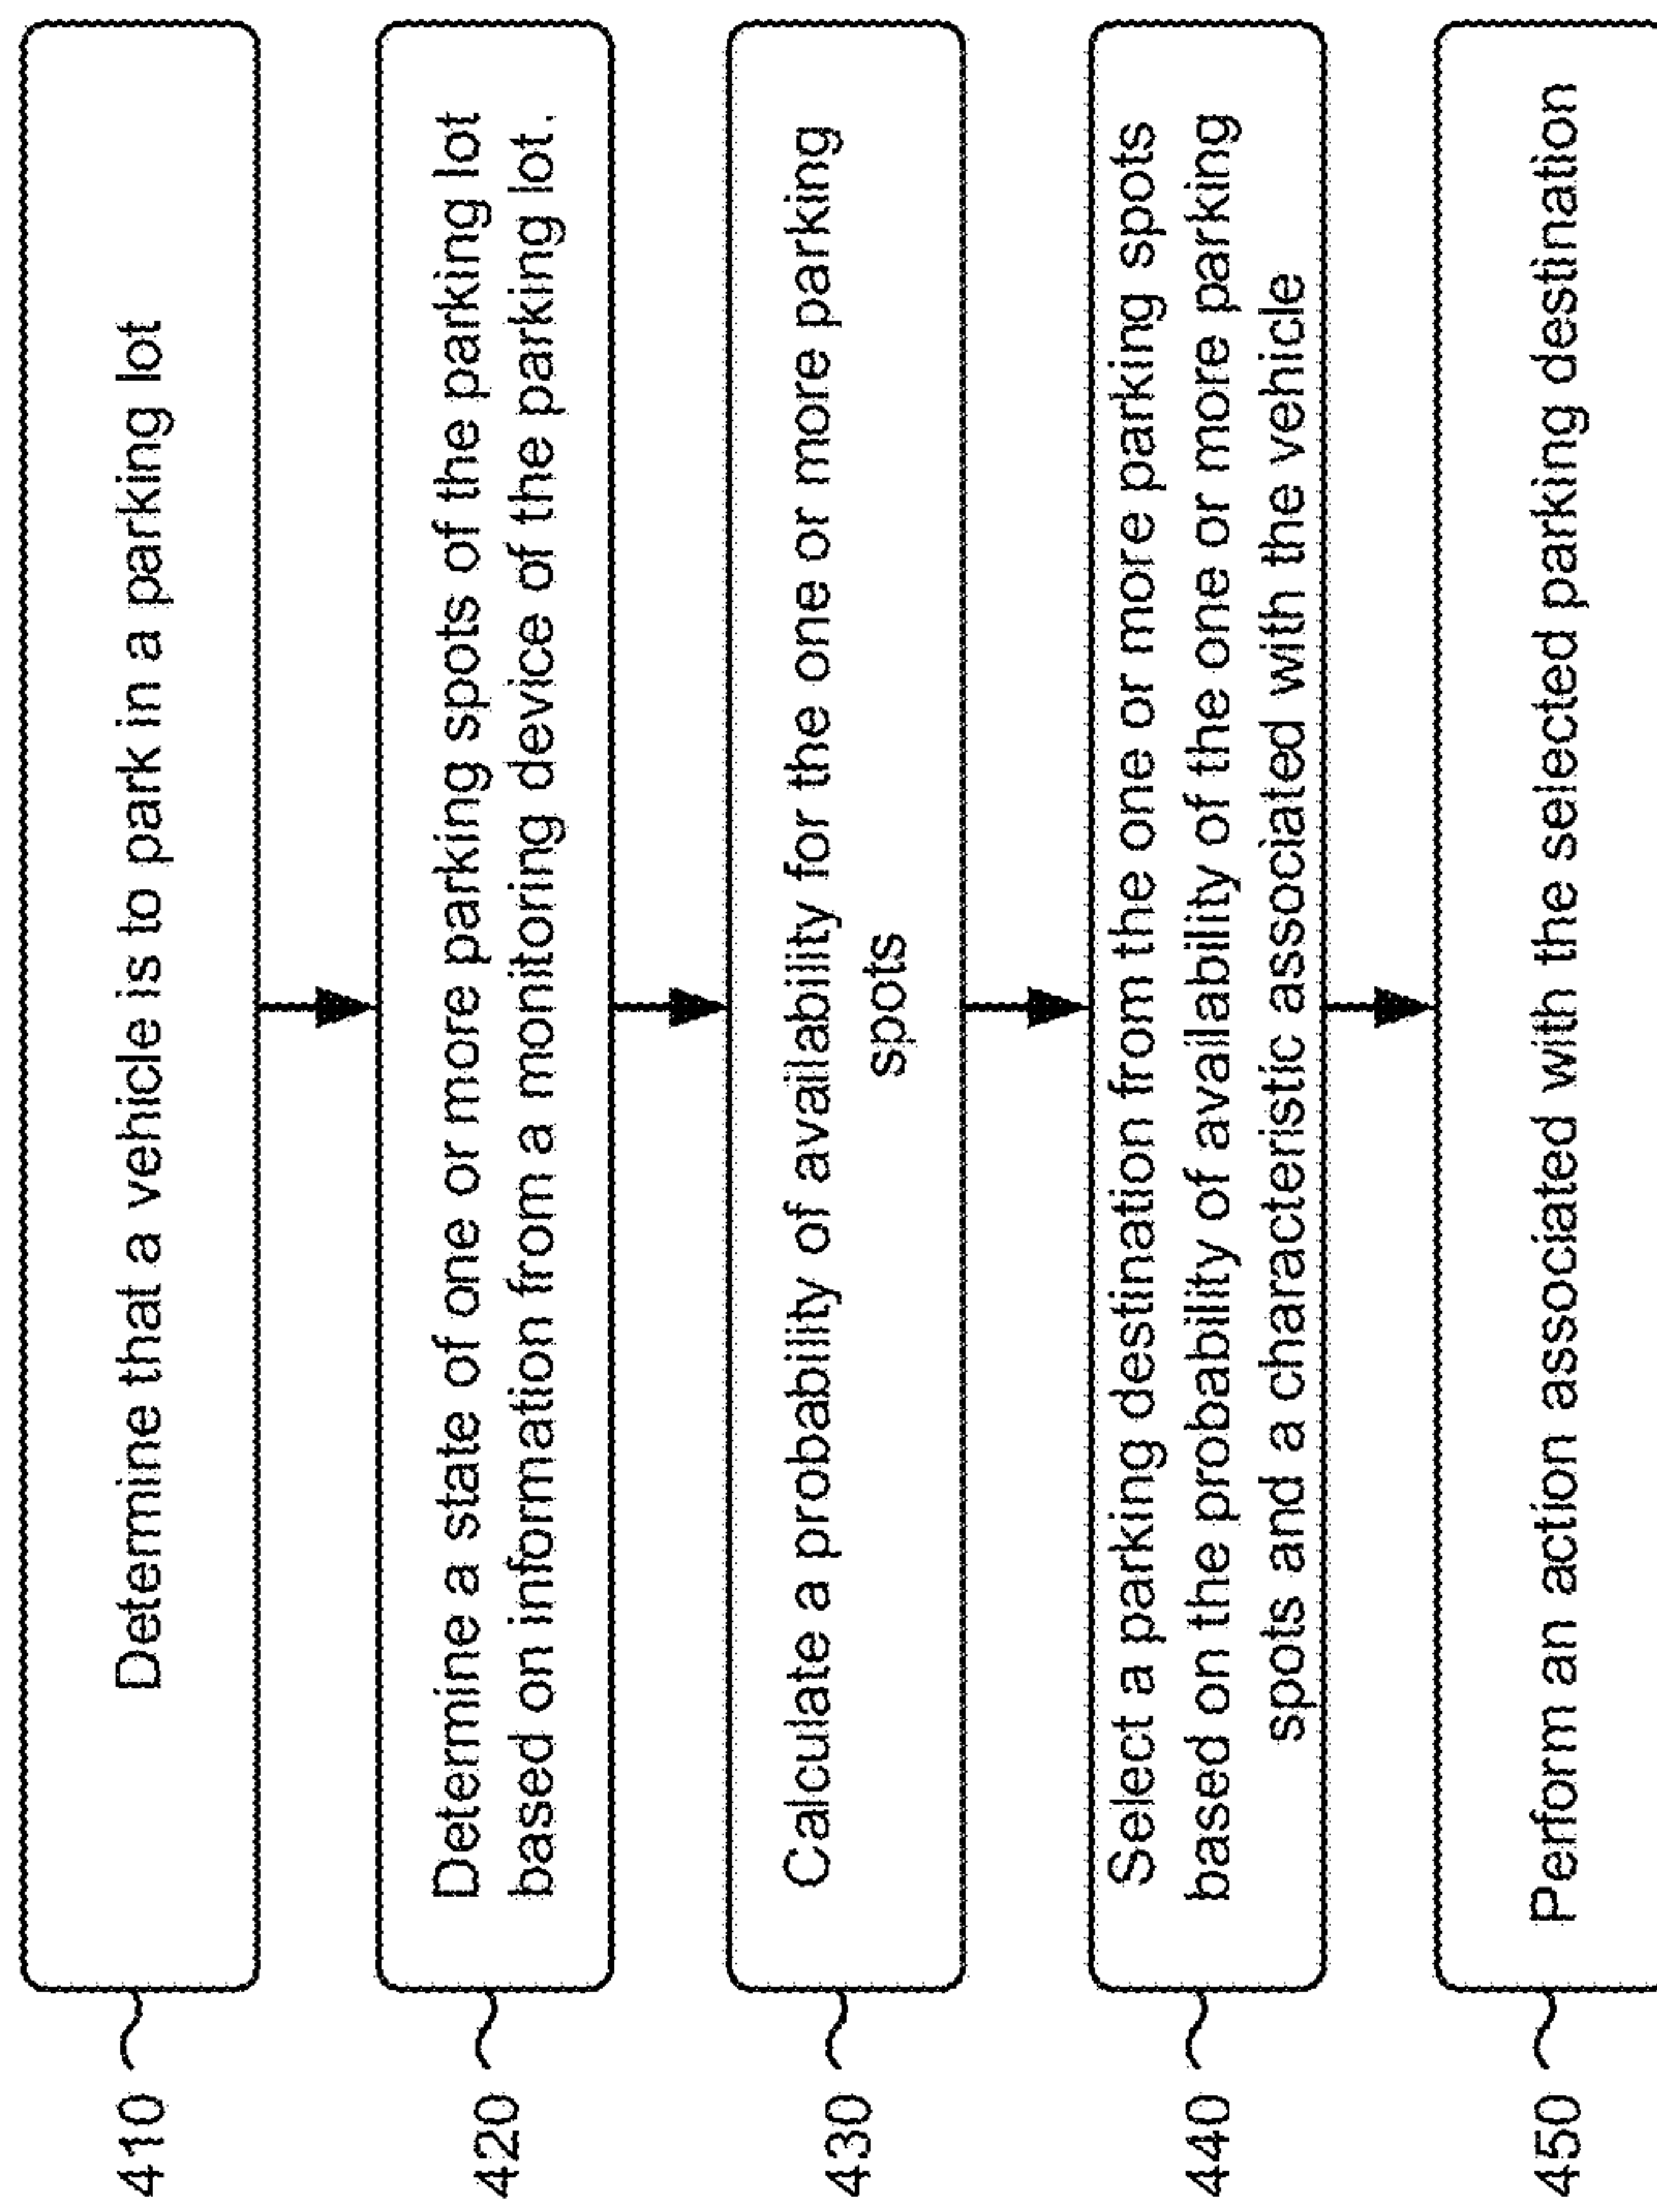 410
Determine that a vehicle is to park in a parking lot
420
Determine a state of one or more parking spots of the parking lot
based on information from a monitoring device of the parking lot.
430
Calculate a probability of availability for the one or more parking
spots
440
Select a parking destination from the one or more parking spots
based on the probability of availability of the one or more parking
spots and a characteristic associated with the vehicle
450
Perform an action associated with the selected parking destination